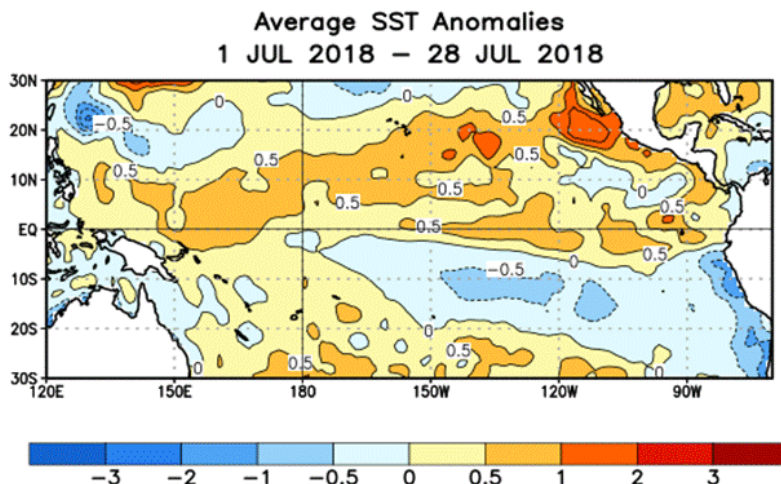 Average SST Anomalies
1 JUL 2018 – 28 JUL 2018
30N
20N
10N
EQ
10S
20S
30S
120E 150E 180 150W 120W 90W
0 0 0.5
-0.5
0.5 0.5 0.5
0.5 0.5 0
0.5 0.5
0.5 0
-0.5
0 0.5
0 0.5 0
-3 -2 -1 -0.5 0 0.5 1 2 3